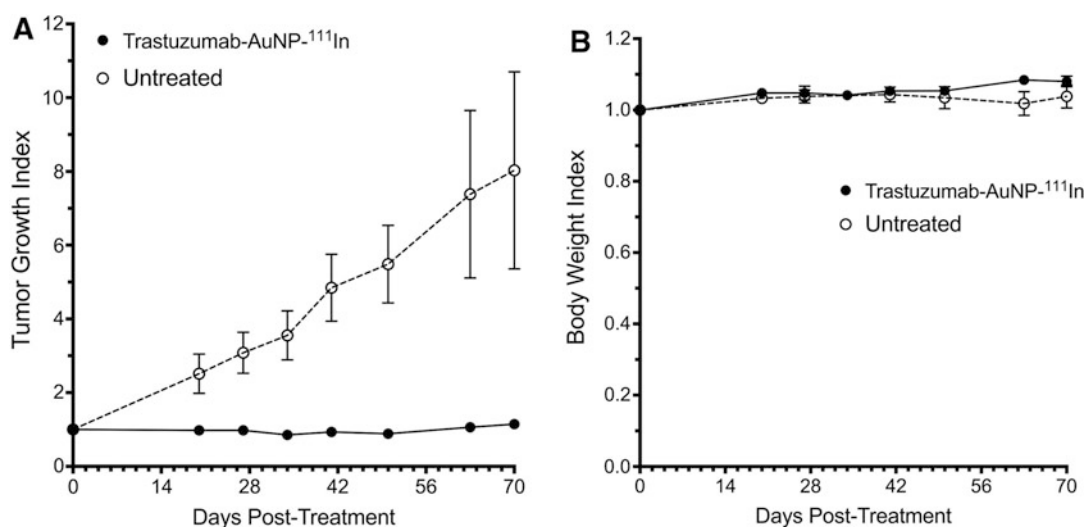 A
Trastuzumab-AuNP-¹¹¹In
Untreated
Tumor Growth Index
12
10
8
6
4
2
0
0 14 28 42 56 70
Days Post-Treatment
B
Trastuzumab-AuNP-¹¹¹In
Untreated
Body Weight Index
1.2
1.0
0.8
0.6
0.4
0.2
0.0
0 14 28 42 56 70
Days Post-Treatment